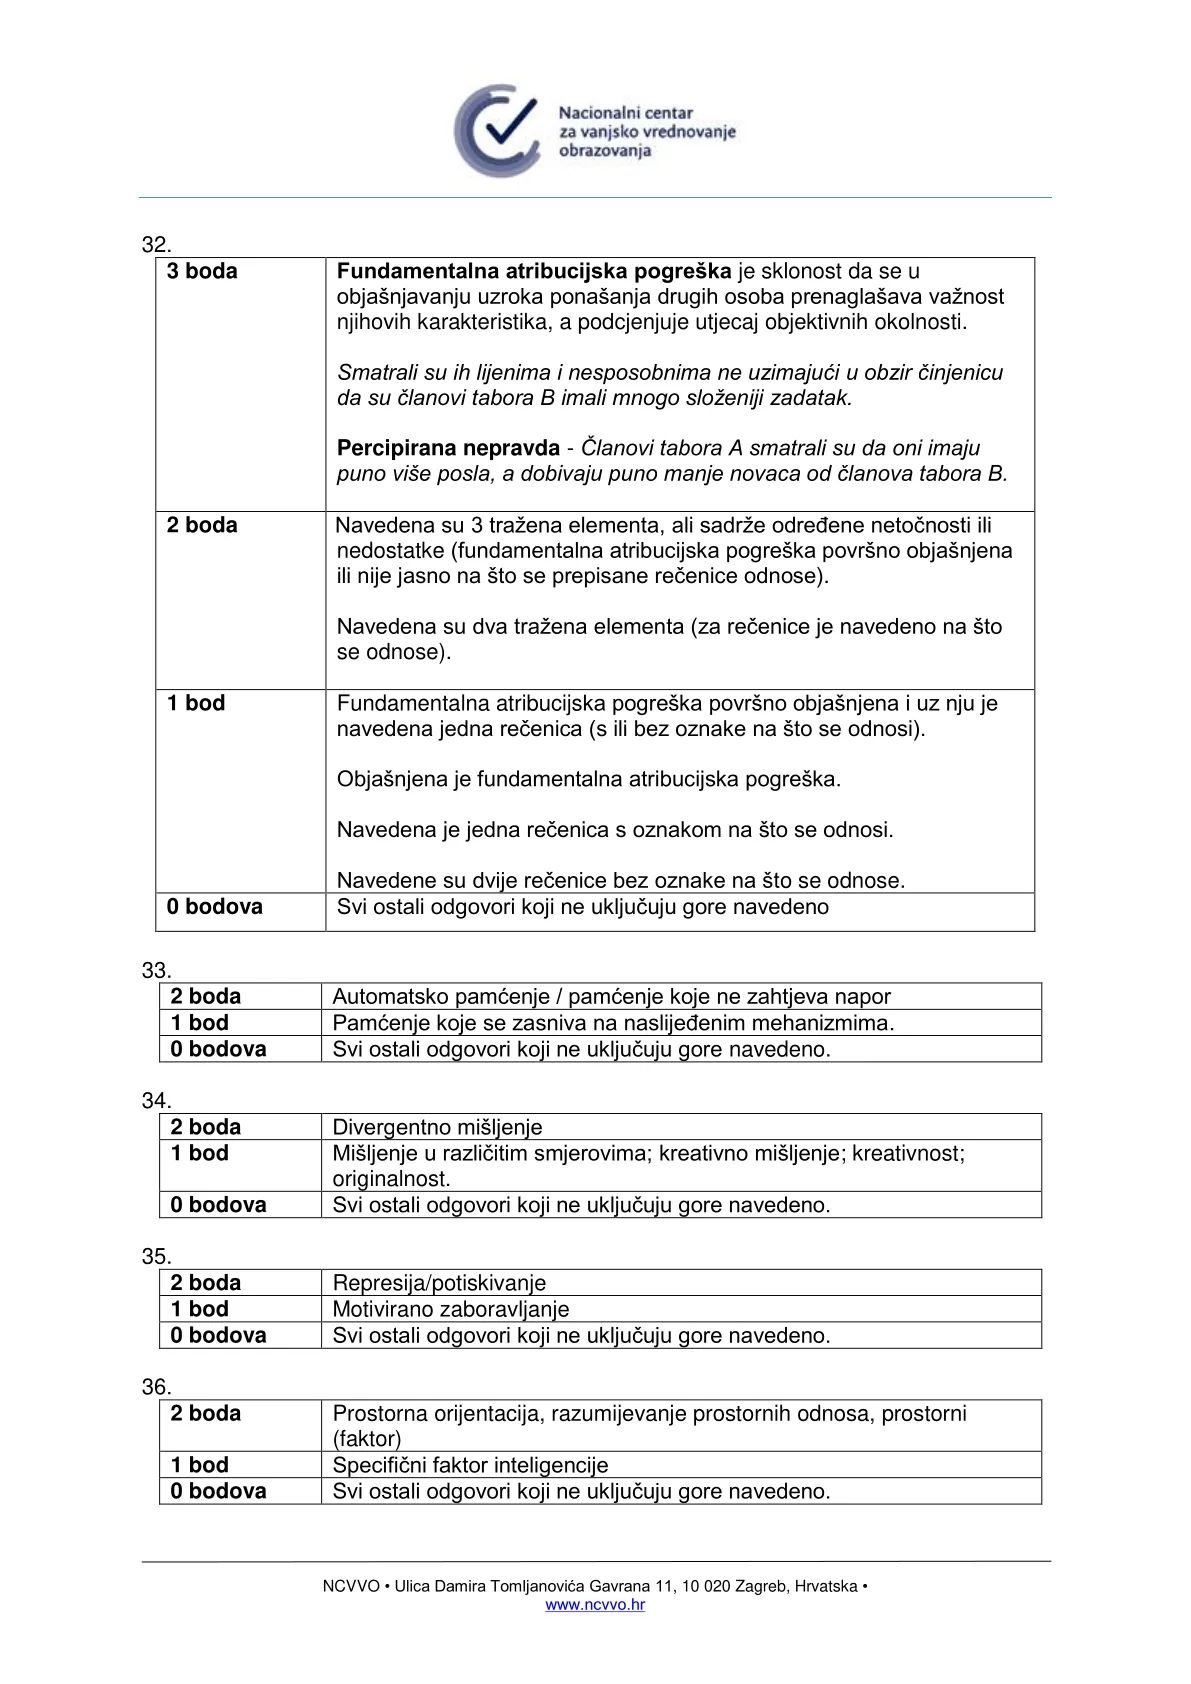 Nacionalni centar
za vanjsko vrednovanje
obrazovanja
32.
3 boda
Fundamentalna atribucijska pogreška je sklonost da se u
objašnjavanju uzroka ponašanja drugih osoba prenaglašava važnost
njihovih karakteristika, a podcjenjuje utjecaj objektivnih okolnosti.
Smatrali su ih lijenima i nesposobnima ne uzimajući u obzir činjenicu
da su članovi tabora B imali mnogo složeniji zadatak.
Percipirana nepravda - Članovi tabora A smatrali su da oni imaju
puno više posla, a dobivaju puno manje novaca od članova tabora B.
2 boda
Navedena su 3 tražena elementa, ali sadrže određene netočnosti ili
nedostatke (fundamentalna atribucijska pogreška površno objašnjena
ili nije jasno na što se prepisane rečenice odnose).
Navedena su dva tražena elementa (za rečenice je navedeno na što
se odnose).
1 bod
Fundamentalna atribucijska pogreška površno objašnjena i uz nju je
navedena jedna rečenica (s ili bez oznake na što se odnosi).
Objašnjena je fundamentalna atribucijska pogreška.
Navedena je jedna rečenica s oznakom na što se odnosi.
Navedene su dvije rečenice bez oznake na što se odnose.
0 bodova
Svi ostali odgovori koji ne uključuju gore navedeno
33.
2 boda
Automatsko pamćenje / pamćenje koje ne zahtjeva napor
1 bod
Pamćenje koje se zasniva na naslijeđenim mehanizmima.
0 bodova
Svi ostali odgovori koji ne uključuju gore navedeno.
34.
2 boda
Divergentno mišljenje
1 bod
Mišljenje u različitim smjerovima; kreativno mišljenje; kreativnost;
originalnost.
0 bodova
Svi ostali odgovori koji ne uključuju gore navedeno.
35.
2 boda
Represija/potiskivanje
1 bod
Motivirano zaboravljanje
0 bodova
Svi ostali odgovori koji ne uključuju gore navedeno.
36.
2 boda
Prostorna orijentacija, razumijevanje prostornih odnosa, prostorni
(faktor)
1 bod
Specifični faktor inteligencije
0 bodova
Svi ostali odgovori koji ne uključuju gore navedeno.
NCVVO • Ulica Damira Tomljanovića Gavrana 11, 10 020 Zagreb, Hrvatska •
www.ncvvo.hr